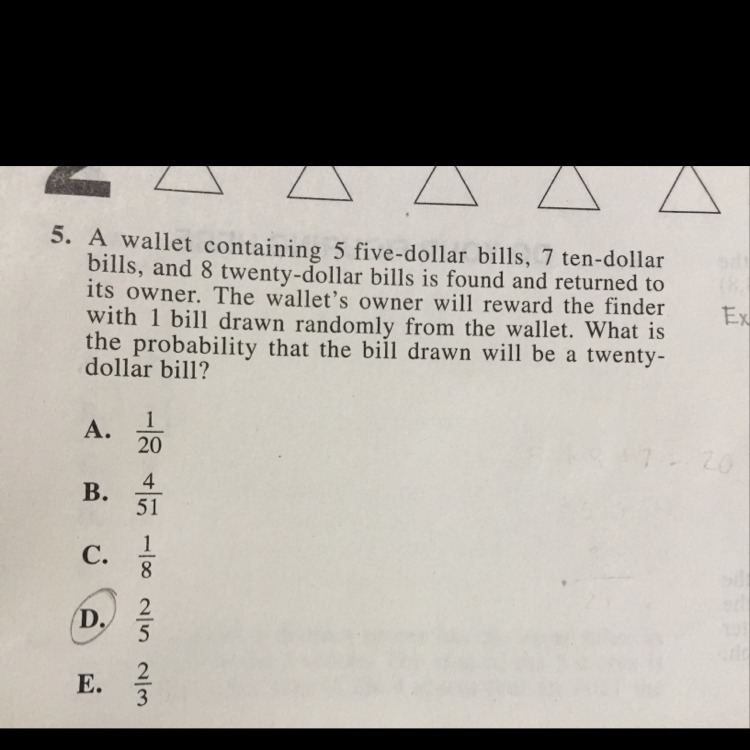 5. A wallet containing 5 five-dollar bills, 7 ten-dollar
bills, and 8 twenty-dollar bills is found and returned to
its owner. The wallet's owner will reward the finder
with 1 bill drawn randomly from the wallet. What is
the probability that the bill drawn will be a twenty-
dollar bill?
A. 1/20
B. 4/51
C. 1/8
D. 2/5
E. 2/3
Ex